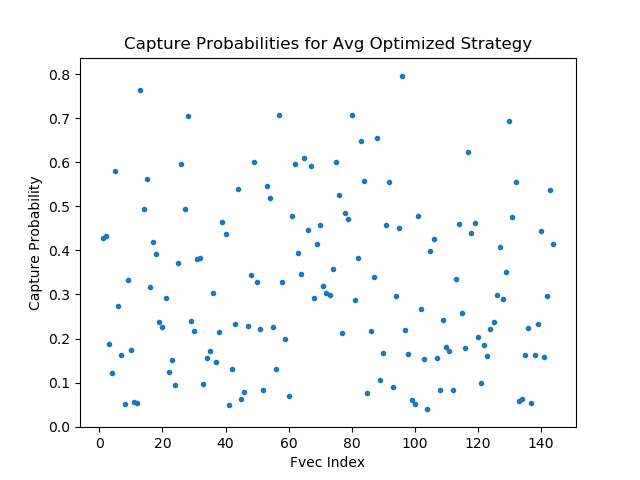 Capture Probabilities for Avg Optimized Strategy
0.8
0.7
0.6
0.5
0.4
0.3
0.2
0.1
0.0
Capture Probability
0 20 40 60 80 100 120 140
Fvec Index